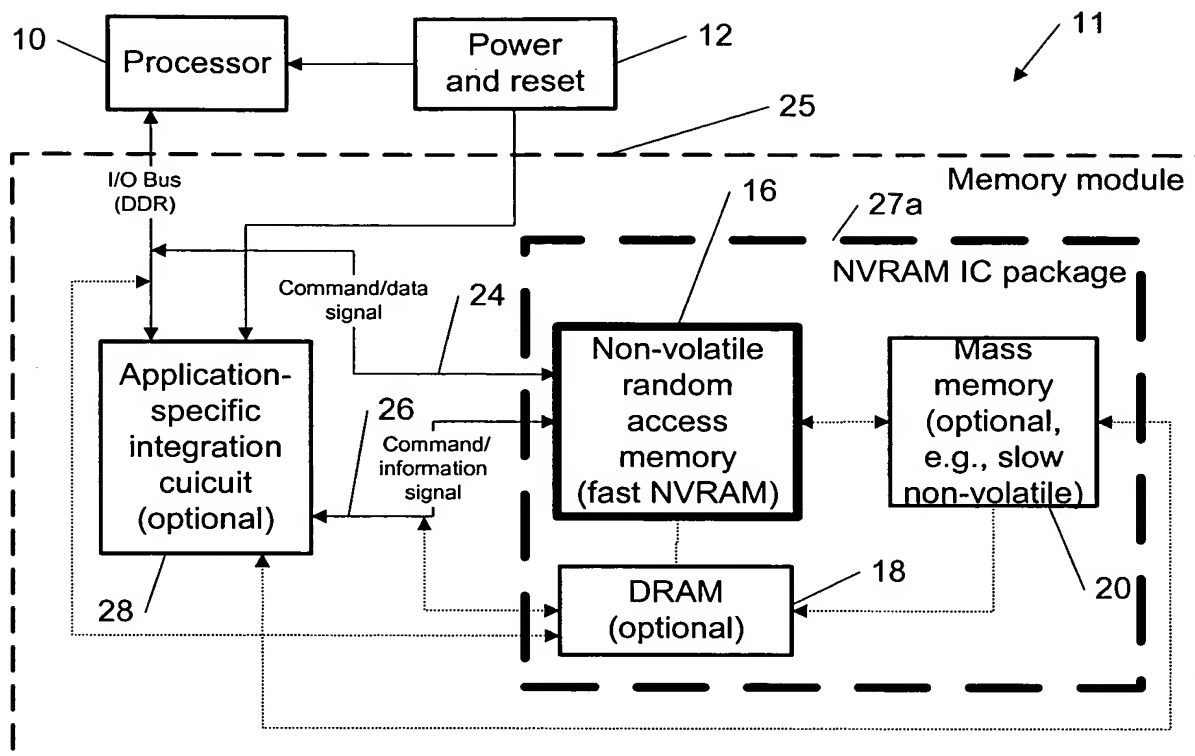 10
Processor
Power
and reset
12
11
25
I/O Bus
(DDR)
Memory module
16
27a
NVRAM IC package
Command/data
signal
24
Application-
specific
integration
cuicuit
(optional)
26
Command/
information
signal
Non-volatile
random
access
memory
(fast NVRAM)
Mass
memory
(optional,
e.g., slow
non-volatile)
28
DRAM
(optional)
18
20